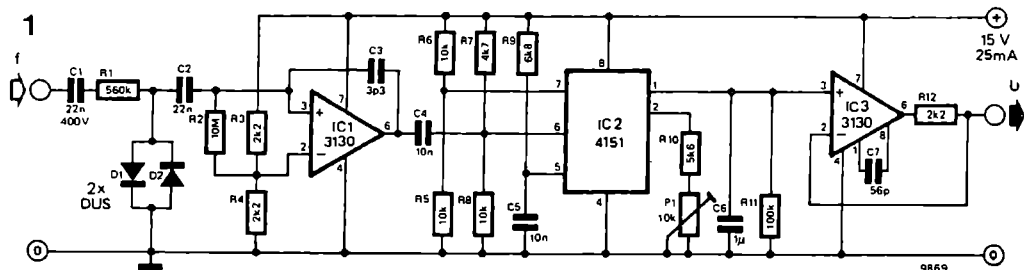 1
f
C1
22n
400V
R1
560k
C2
22n
D1
D2
2x
DUS
R2
10M
R3
2k2
R4
2k2
3
2
+
−
7
4
6
IC1
3130
C3
3p3
C4
10n
R6
10k
R7
4k7
R9
6k8
R5
10k
R8
10k
C5
10n
7
6
5
8
4
1
2
IC2
4151
R10
5k6
P1
10k
C6
1µ
R11
100k
3
2
+
−
7
4
1
8
6
IC3
3130
C7
56p
R12
2k2
+
15 V
25mA
U
0
0
9869